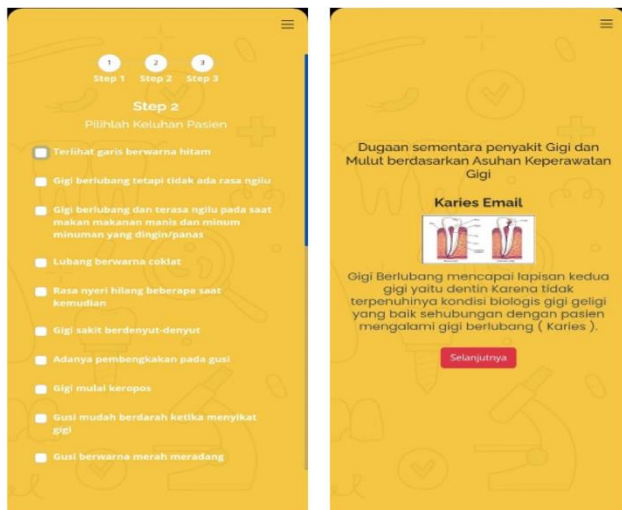 1 2 3
Step 1 Step 2 Step 3
Step 2
Pilihlah Keluhan Pasien
Terlihat garis berwarna hitam
Gigi berlubang tetapi tidak ada rasa ngilu
Gigi berlubang dan terasa ngilu pada saat
makan makanan manis dan minum
minuman yang dingin/panas
Lubang berwarna coklat
Rasa nyeri hilang beberapa saat
kemudian
Gigi sakit berdenyut-denyut
Adanya pembengkakan pada gusi
Gigi mulai keropos
Gusi mudah berdarah ketika menyikat
gigi
Gusi berwarna merah meradang
Dugaan sementara penyakit Gigi dan
Mulut berdasarkan Asuhan Keperawatan
Gigi
Karies Email
Gigi Berlubang mencapai lapisan kedua
gigi yaitu dentin Karena tidak
terpenuhinya kondisi biologis gigi geligi
yang baik sehubungan dengan pasien
mengalami gigi berlubang ( Karies ).
Selanjutnya